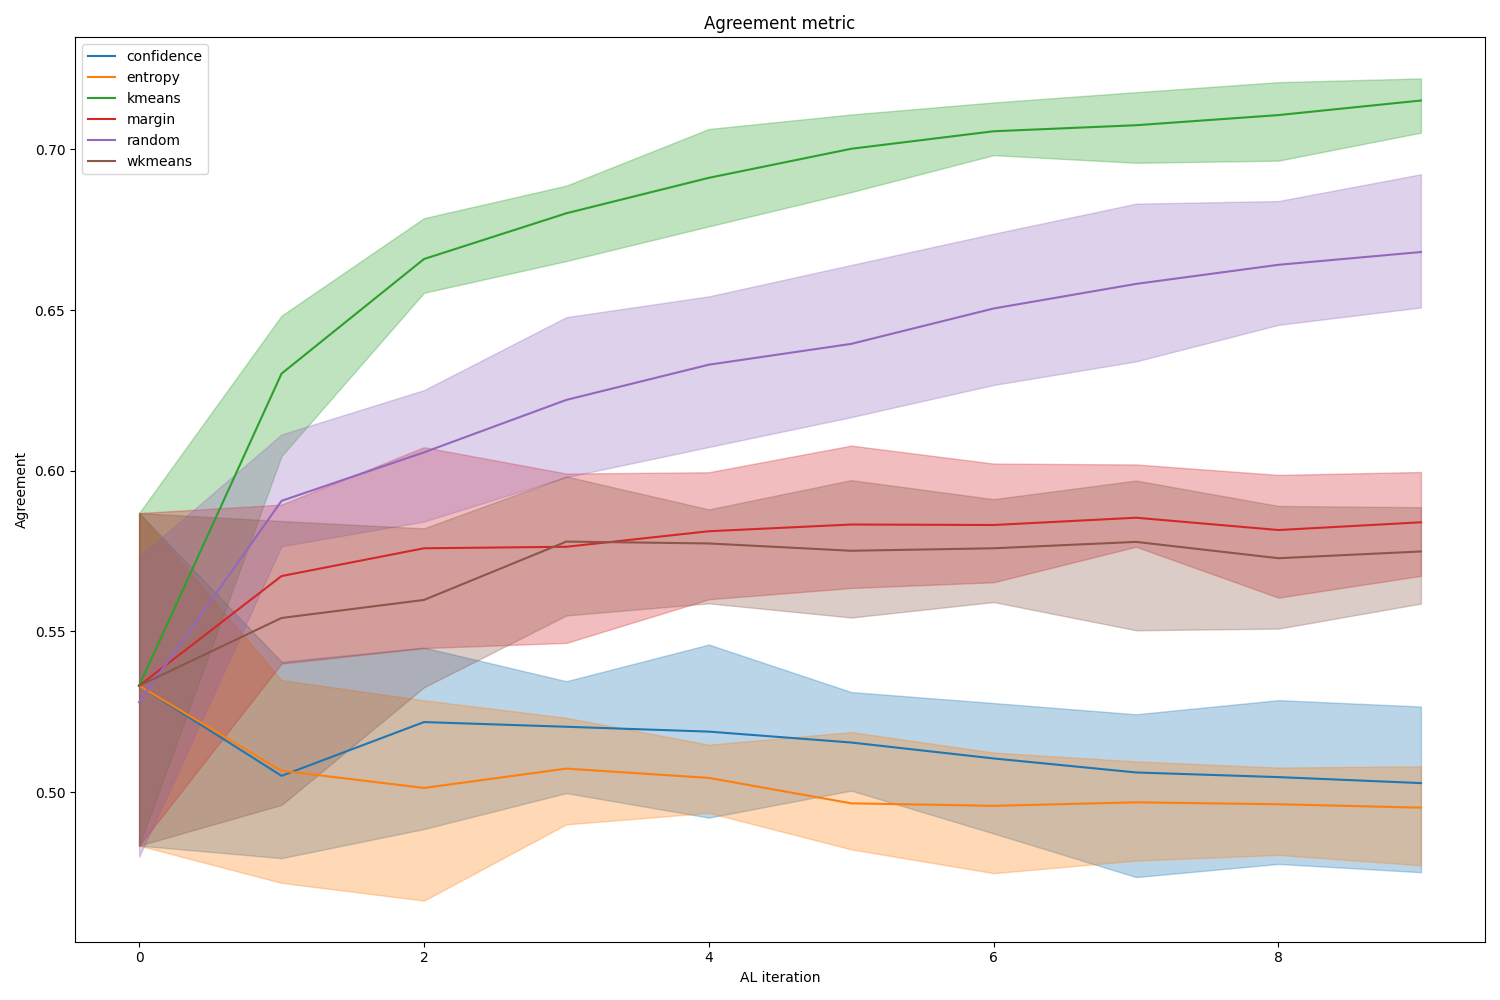 Agreement metric
confidence
entropy
kmeans
margin
random
wkmeans
Agreement
0.70
0.65
0.60
0.55
0.50
0 2 4 6 8
AL iteration